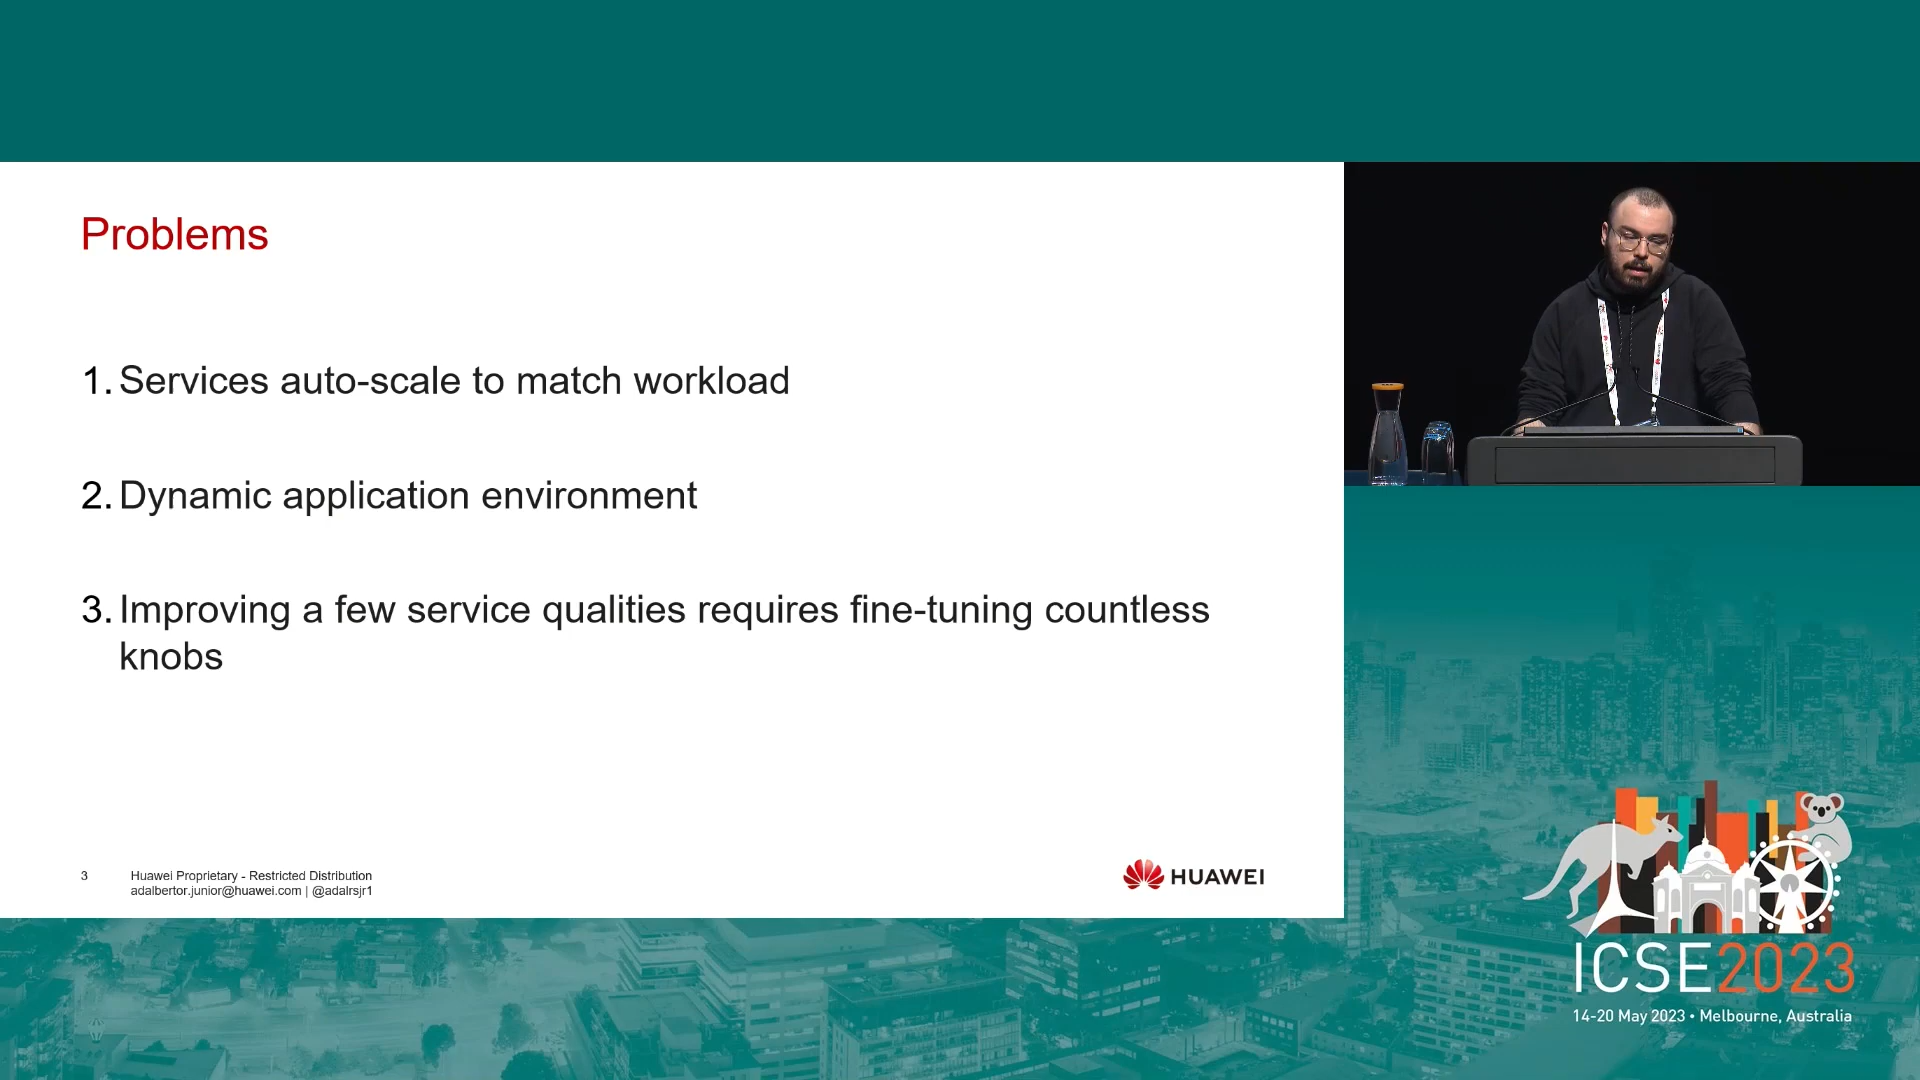 Problems
1. Services auto-scale to match workload
2. Dynamic application environment
3. Improving a few service qualities requires fine-tuning countless
knobs
3
Huawei Proprietary - Restricted Distribution
adalbertor.junior@huawei.com | @adalrsjr1
HUAWEI
ICSE2023
14-20 May 2023 • Melbourne, Australia